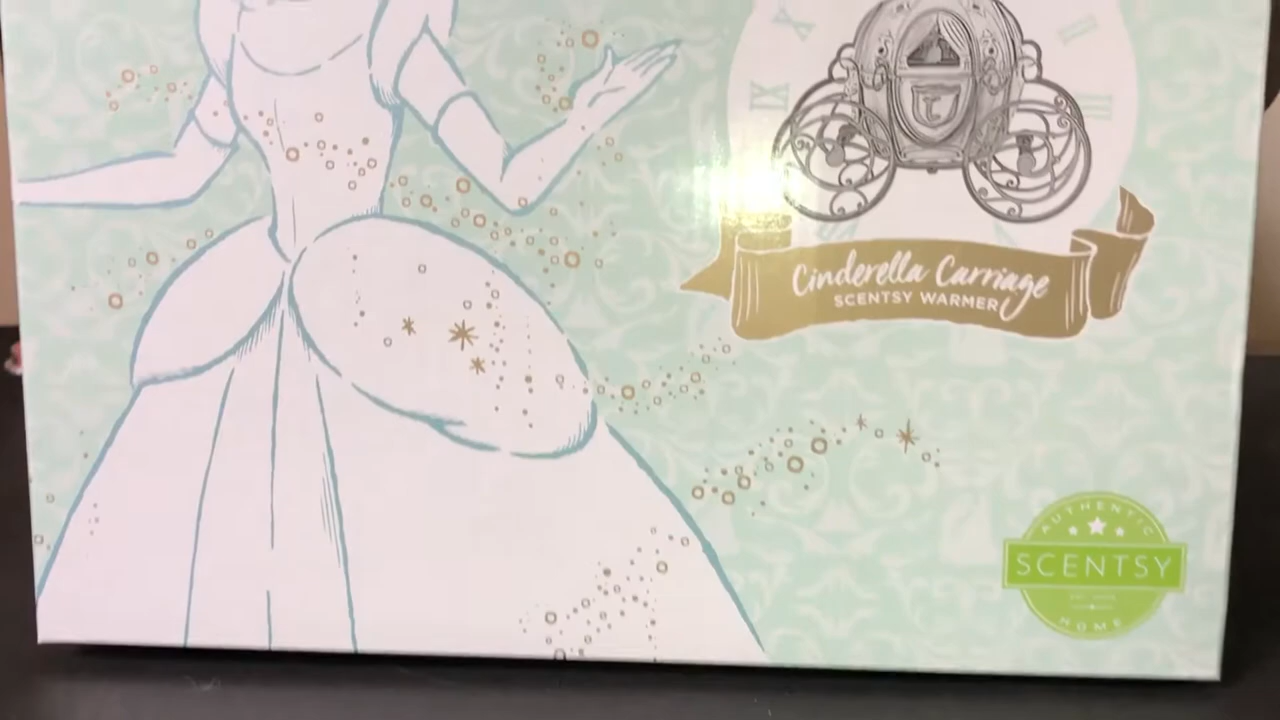 Cinderella Carriage
SCENTSY WARMER
AUTHENTIC
SCENTSY
HOME